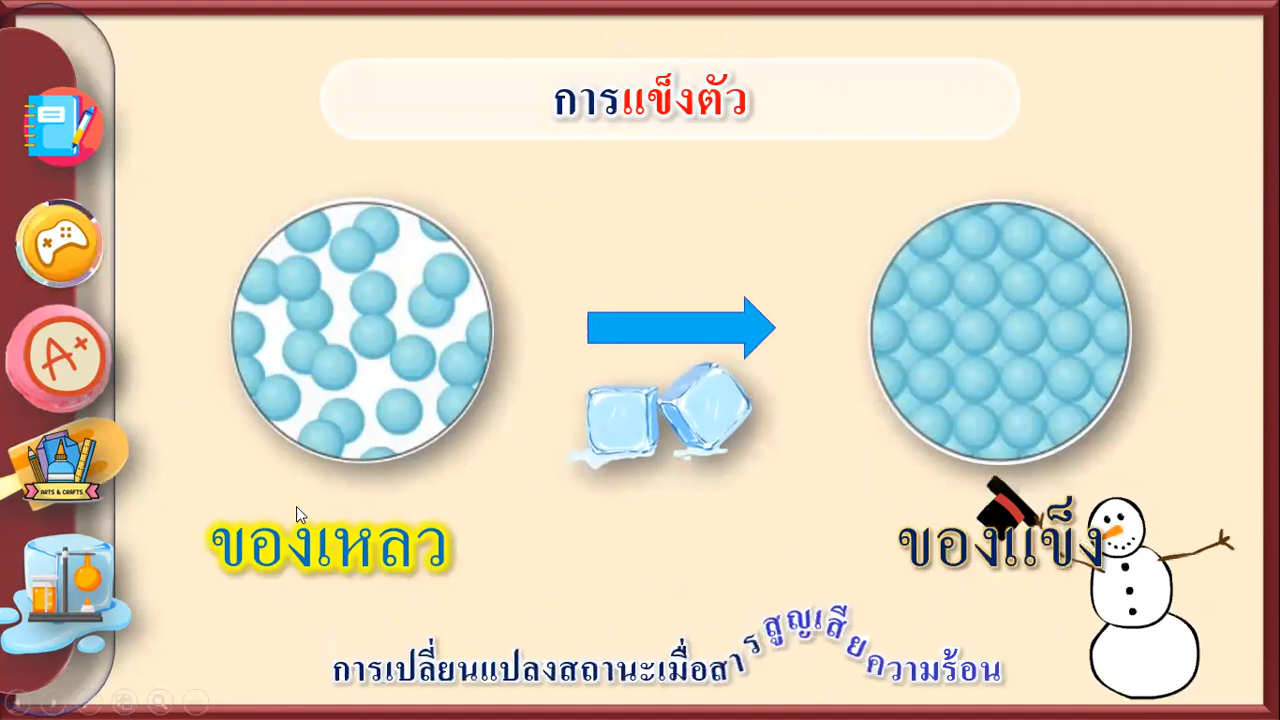 การแข็งตัว
A+
ARTS & CRAFTS
ของเหลว
ของแข็ง
การเปลี่ยนแปลงสถานะเมื่อสารสูญเสียความร้อน